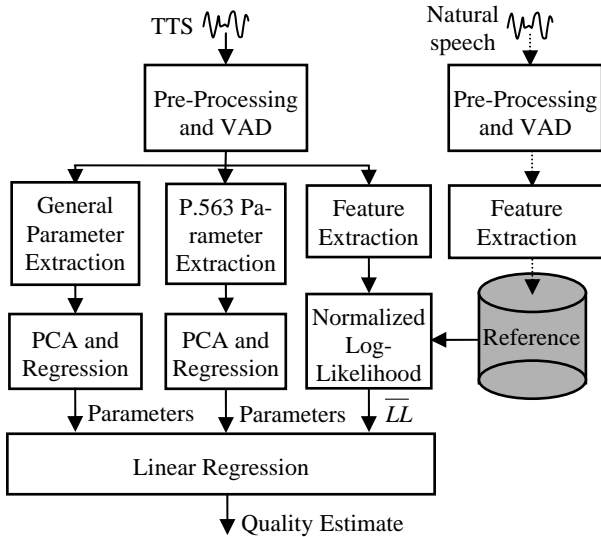 TTS
Natural
speech
Pre-Processing
and VAD
Pre-Processing
and VAD
General
Parameter
Extraction
P.563 Pa-
rameter
Extraction
Feature
Extraction
Feature
Extraction
PCA and
Regression
PCA and
Regression
Normalized
Log-
Likelihood
Reference
Parameters
Parameters
L̅L̅
Linear Regression
Quality Estimate